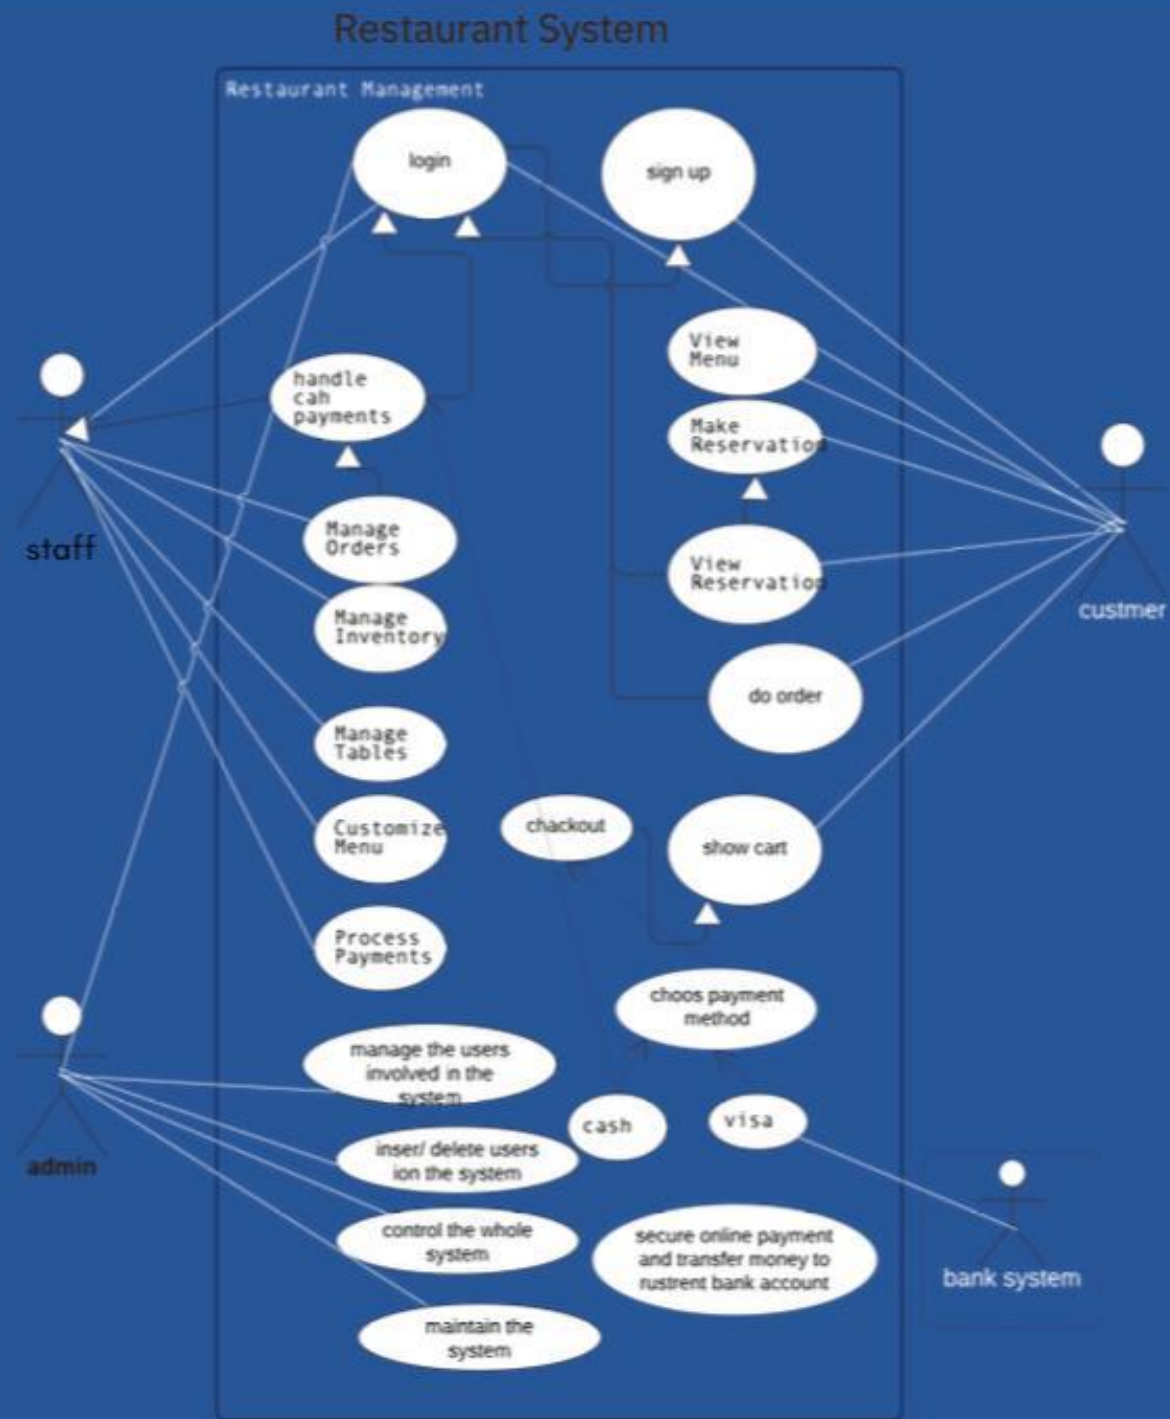 Restaurant System
Restaurant Management
login
sign up
View
Menu
handle
cah
payments
Make
Reservation
staff
Manage
Orders
View
Reservation
custmer
Manage
Inventory
do order
Manage
Tables
chackout
show cart
Customize
Menu
Process
Payments
choos payment
method
manage the users
involved in the
system
cash
visa
admin
inser/ delete users
ion the system
control the whole
system
secure online payment
and transfer money to
rustrent bank account
bank system
maintain the
system